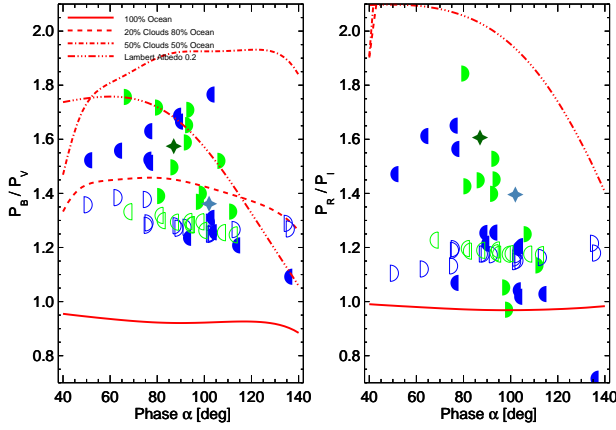 100% Ocean
20% Clouds 80% Ocean
50% Clouds 50% Ocean
Lambert Albedo 0.2
2.0
1.8
1.6
1.4
1.2
1.0
0.8
P_B / P_V
40 60 80 100 120 140
Phase α [deg]
2.0
1.8
1.6
1.4
1.2
1.0
0.8
P_R / P_I
40 60 80 100 120 140
Phase α [deg]